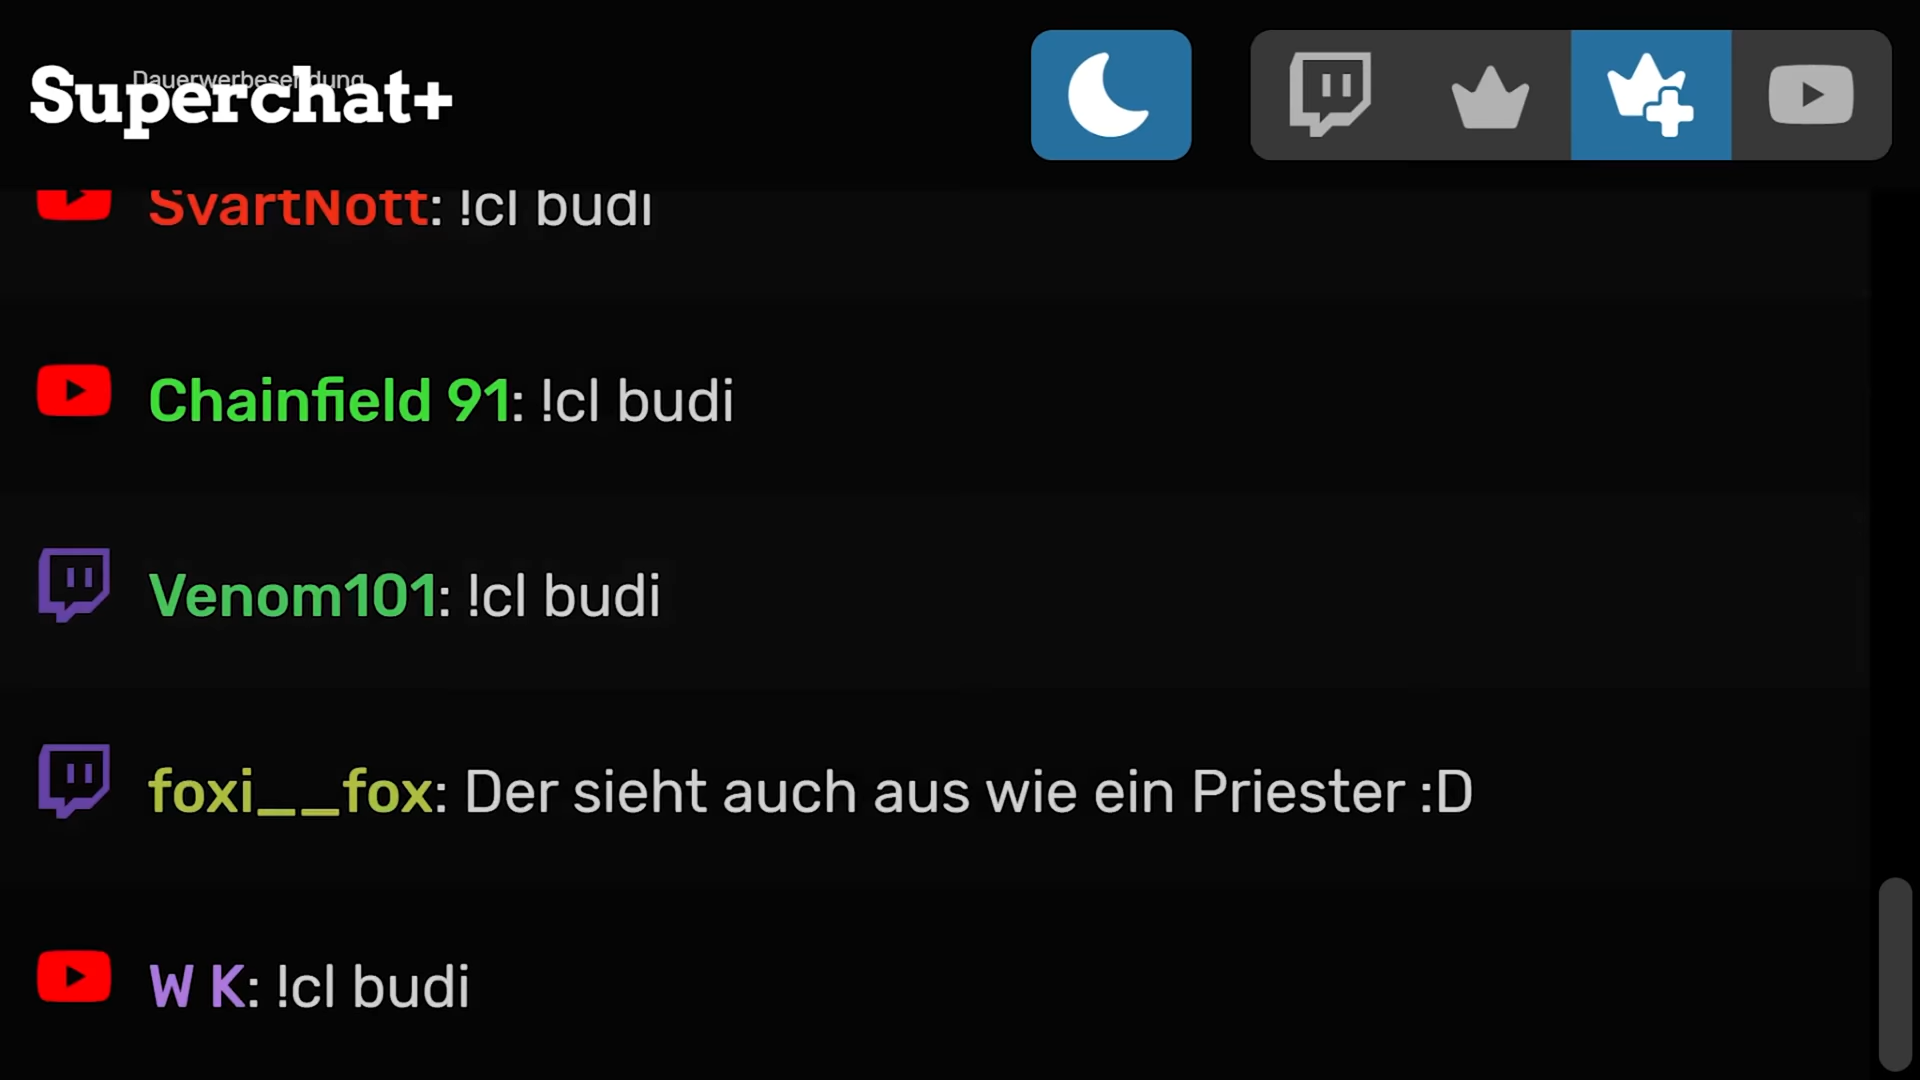 Dauerwerbesendung
Superchat+
SvartNott: !cl budi
Chainfield 91: !cl budi
Venom101: !cl budi
foxi__fox: Der sieht auch aus wie ein Priester :D
W K: !cl budi